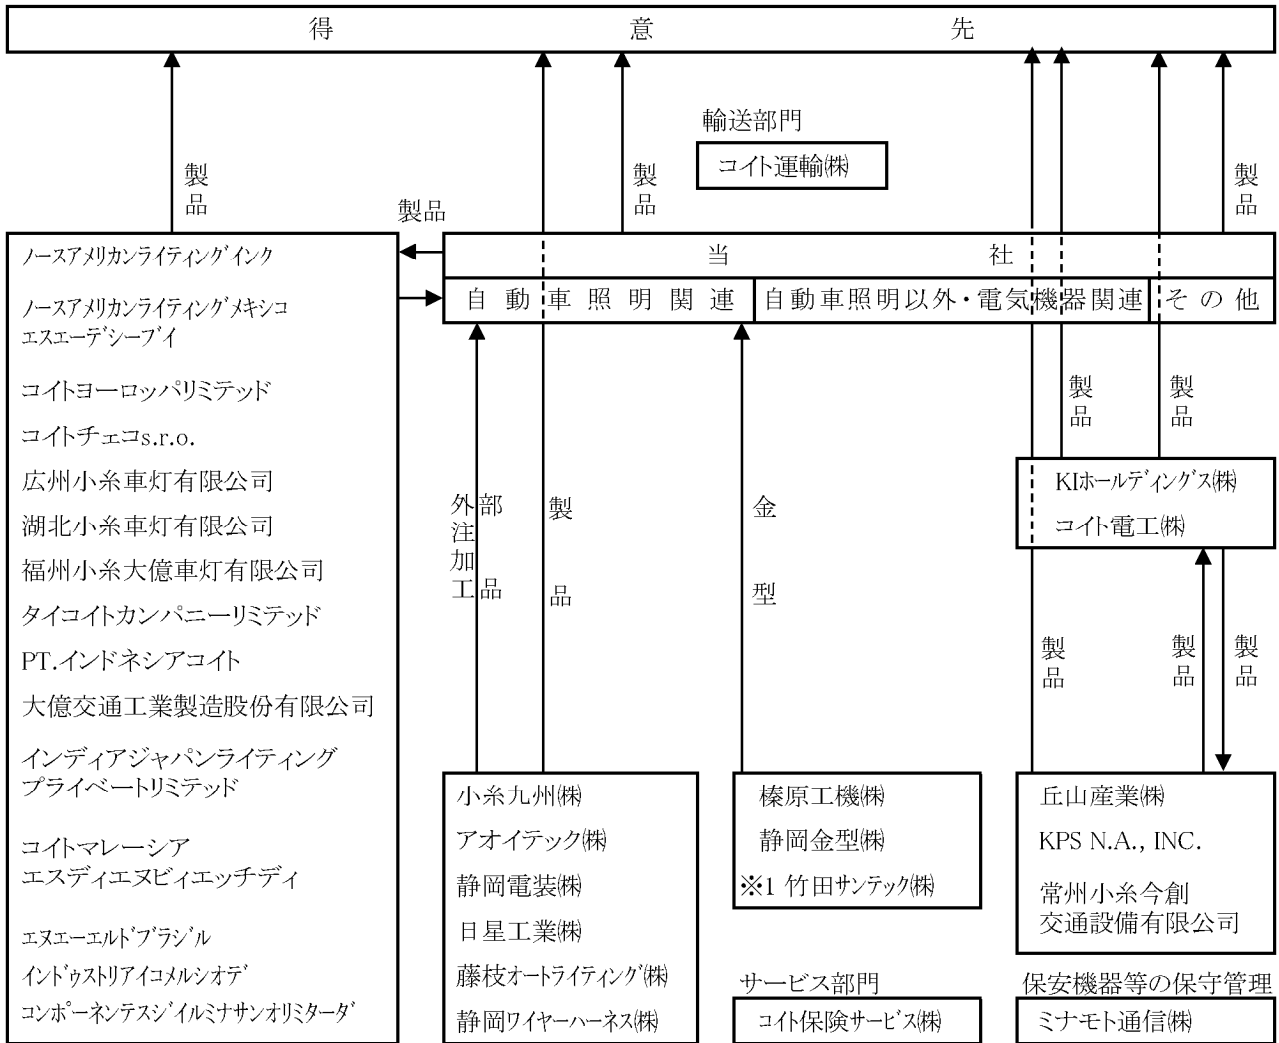 得意先
輸送部門
コイト運輸㈱
製品
製品
製品
製品
ノースアメリカンライティングインク
ノースアメリカンライティングメキシコ
エスエーデシーブイ
コイトヨーロッパリミテッド
コイトチェコs.r.o.
広州小糸車灯有限公司
湖北小糸車灯有限公司
福州小糸大億車灯有限公司
タイコイトカンパニーリミテッド
PT.インドネシアコイト
大億交通工業製造股份有限公司
インディアジャパンライティング
プライベートリミテッド
コイトマレーシア
エスディエヌビィエッチディ
エヌエーエルドブラジル
インドゥストリアイコメルシオデ
コンポーネンテスジイルミナサンオリミターダ
当社
自動車照明関連
自動車照明以外・電気機器関連
その他
外注加工
部品
製品
金型
製品
製品
KIホールディングス㈱
コイト電工㈱
製品
製品
製品
小糸九州㈱
アオイテック㈱
静岡電装㈱
日星工業㈱
藤枝オートライティング㈱
静岡ワイヤーハーネス㈱
榛原工機㈱
静岡金型㈱
※1 竹田サンテック㈱
サービス部門
コイト保険サービス㈱
丘山産業㈱
KPS N.A., INC.
常州小糸今創
交通設備有限公司
保安機器等の保守管理
ミナモト通信㈱